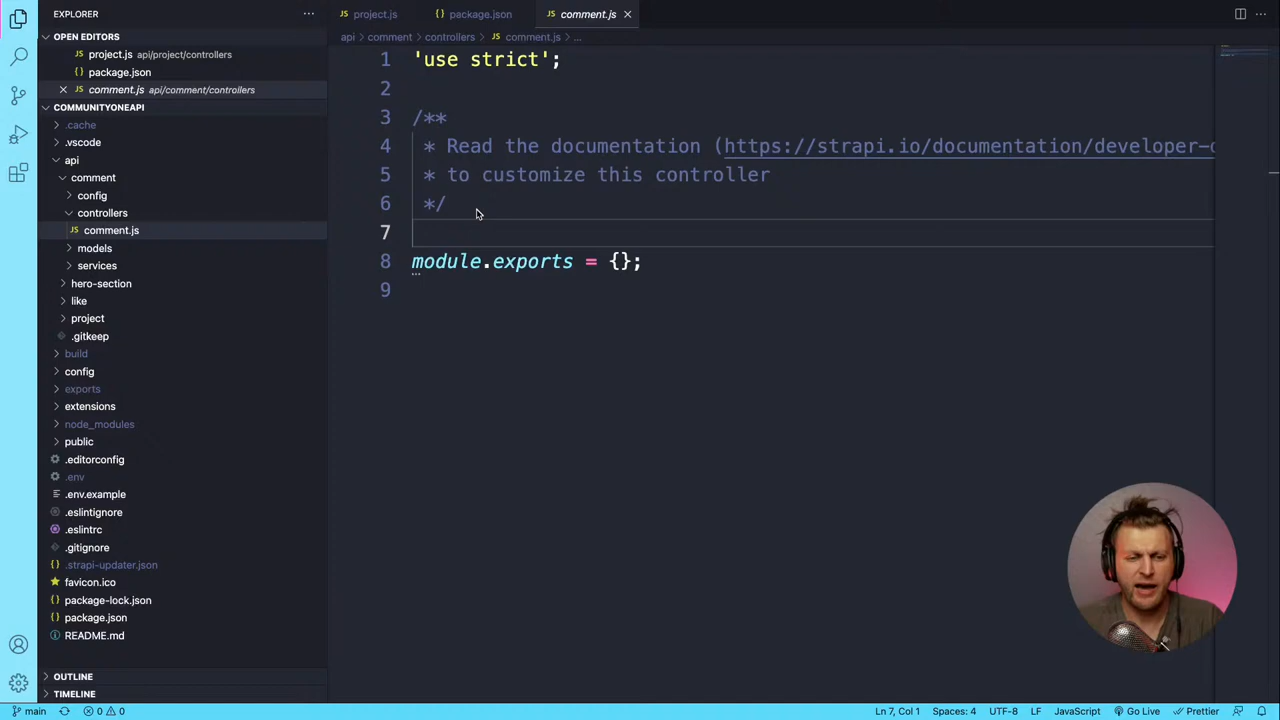 EXPLORER
OPEN EDITORS
project.js api/project/controllers
package.json
comment.js api/comment/controllers
COMMUNITYONEAPI
.cache
.vscode
api
comment
config
controllers
comment.js
models
services
hero-section
like
project
.gitkeep
build
config
exports
extensions
node_modules
public
.editorconfig
.env
.env.example
.eslintignore
.eslintrc
.gitignore
.strapi-updater.json
favicon.ico
package-lock.json
package.json
README.md
OUTLINE
TIMELINE
project.js package.json comment.js
api > comment > controllers > comment.js > ...
1 'use strict';
2
3 /**
4 * Read the documentation (https://strapi.io/documentation/developer-
5 * to customize this controller
6 */
7
8 module.exports = {};
9
main 0 0 Ln 7, Col 1 Spaces: 4 UTF-8 LF JavaScript Go Live Prettier